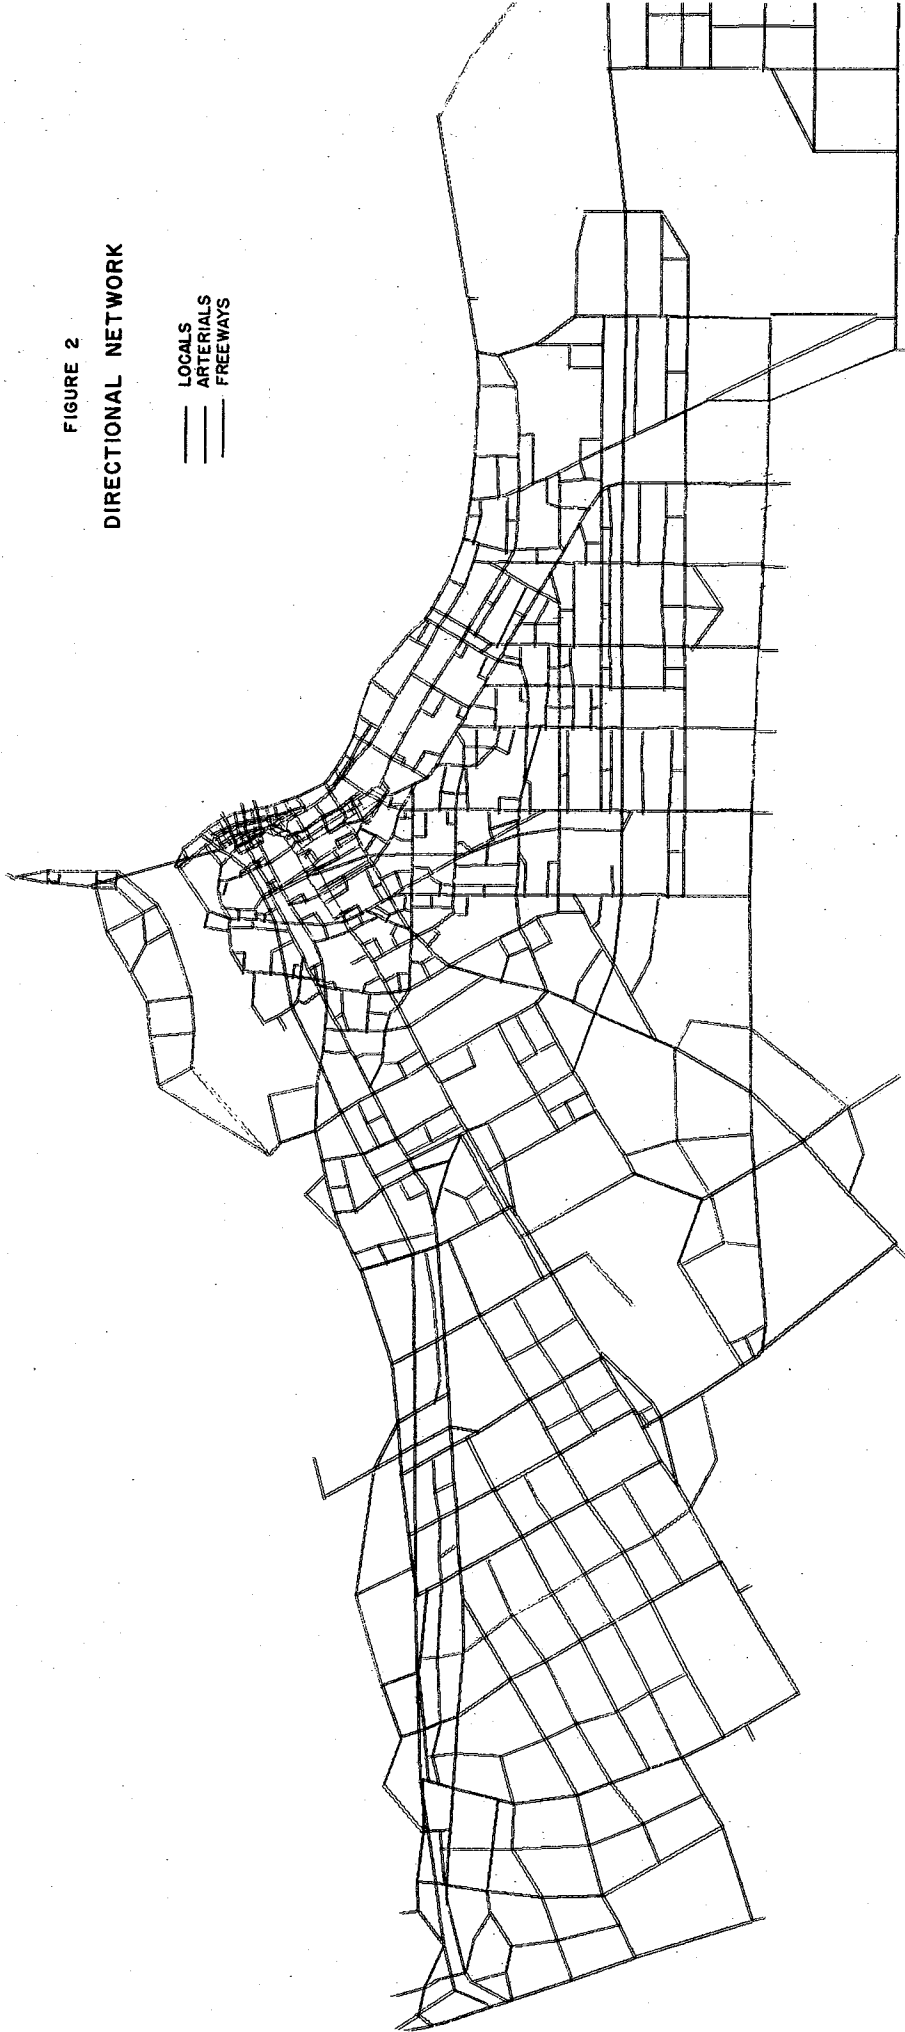 FIGURE 2
DIRECTIONAL NETWORK
LOCALS
ARTERIALS
FREEWAYS